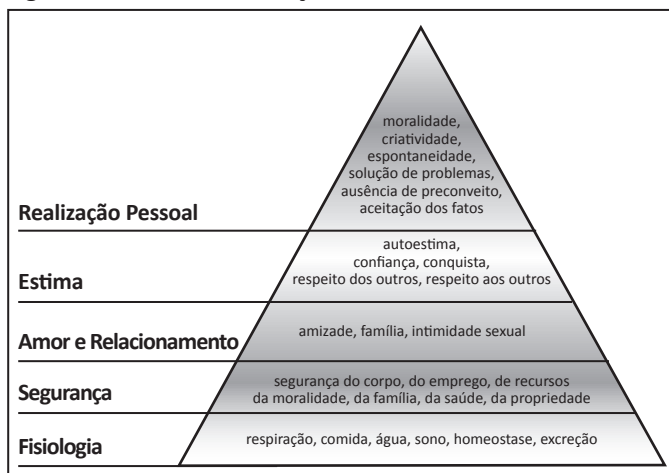 moralidade,
criatividade,
espontaneidade,
solução de problemas,
ausência de preconveito,
aceitação dos fatos
Realização Pessoal
autoestima,
confiança, conquista,
respeito dos outros, respeito aos outros
Estima
amizade, família, intimidade sexual
Amor e Relacionamento
segurança do corpo, do emprego, de recursos
da moralidade, da família, da saúde, da propriedade
Segurança
respiração, comida, água, sono, homeostase, excreção
Fisiologia